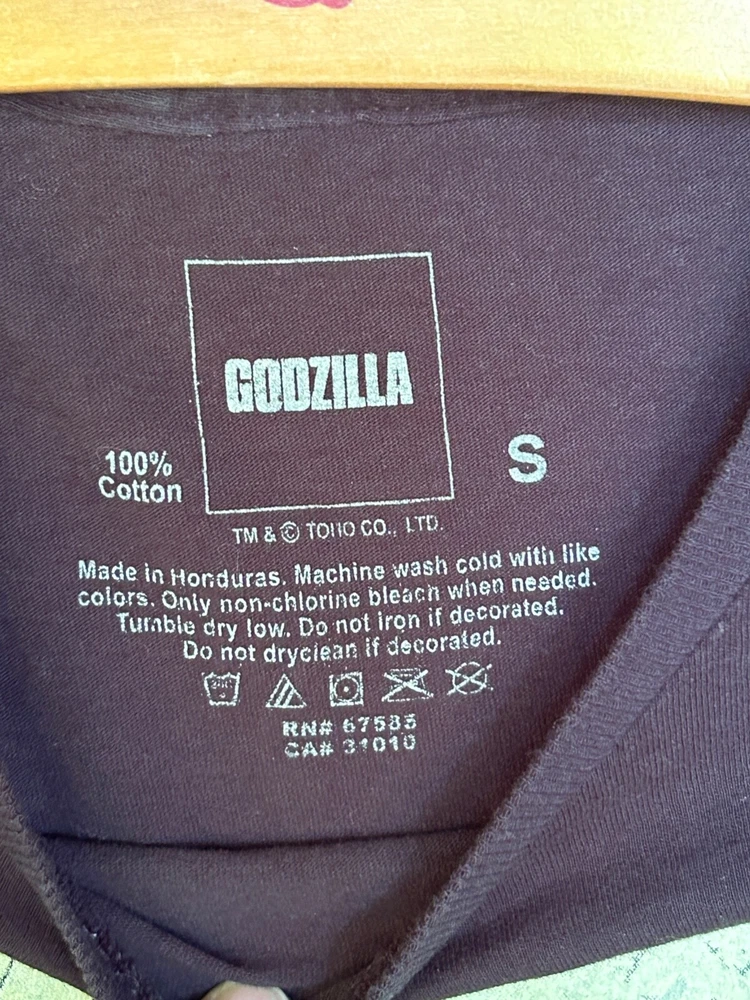 GODZILLA
100%
Cotton
S
TM & © TOHO CO., LTD.
Made in Honduras. Machine wash cold with like
colors. Only non-chlorine bleach when needed.
Tumble dry low. Do not iron if decorated.
Do not dryclean if decorated.
RN#
CA# 31010